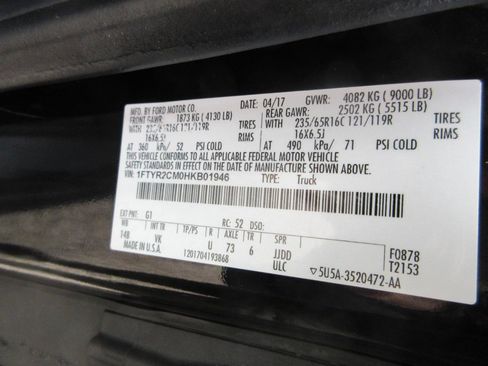 MFD. BY FORD MOTOR CO.
DATE: 04/17 GVWR: 4082 KG ( 9000 LB)
FRONT GAWR: 1873 KG ( 4130 LB) REAR GAWR: 2502 KG ( 5515 LB)
WITH 235/65R16C 121/119R TIRES WITH 235/65R16C 121/119R TIRES
16X6.5J RIMS 16X6.5J RIMS
AT 360 kPa/ 52 PSI COLD AT 490 kPa/ 71 PSI COLD
THIS VEHICLE CONFORMS TO ALL APPLICABLE FEDERAL MOTOR VEHICLE
SAFETY STANDARDS IN EFFECT ON THE DATE OF MANUFACTURE SHOWN ABOVE.
VIN: 1FTYR2CM0HKB01946 TYPE: Truck
EXT PNT: G1 RC: 52 DSO:
WB TP/PS R AXLE TR SPR
148 VK U 73 6 JJDD F0878
MADE IN U.S.A. 1201704193868 ULC T2153
▽5U5A-3520472-AA